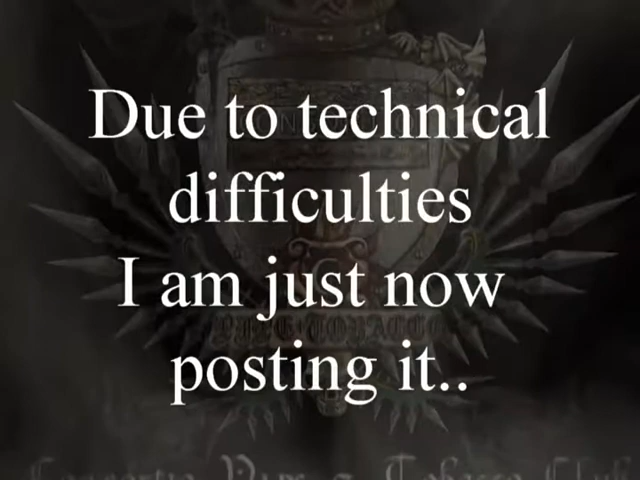 Due to technical
difficulties
I am just now
posting it..